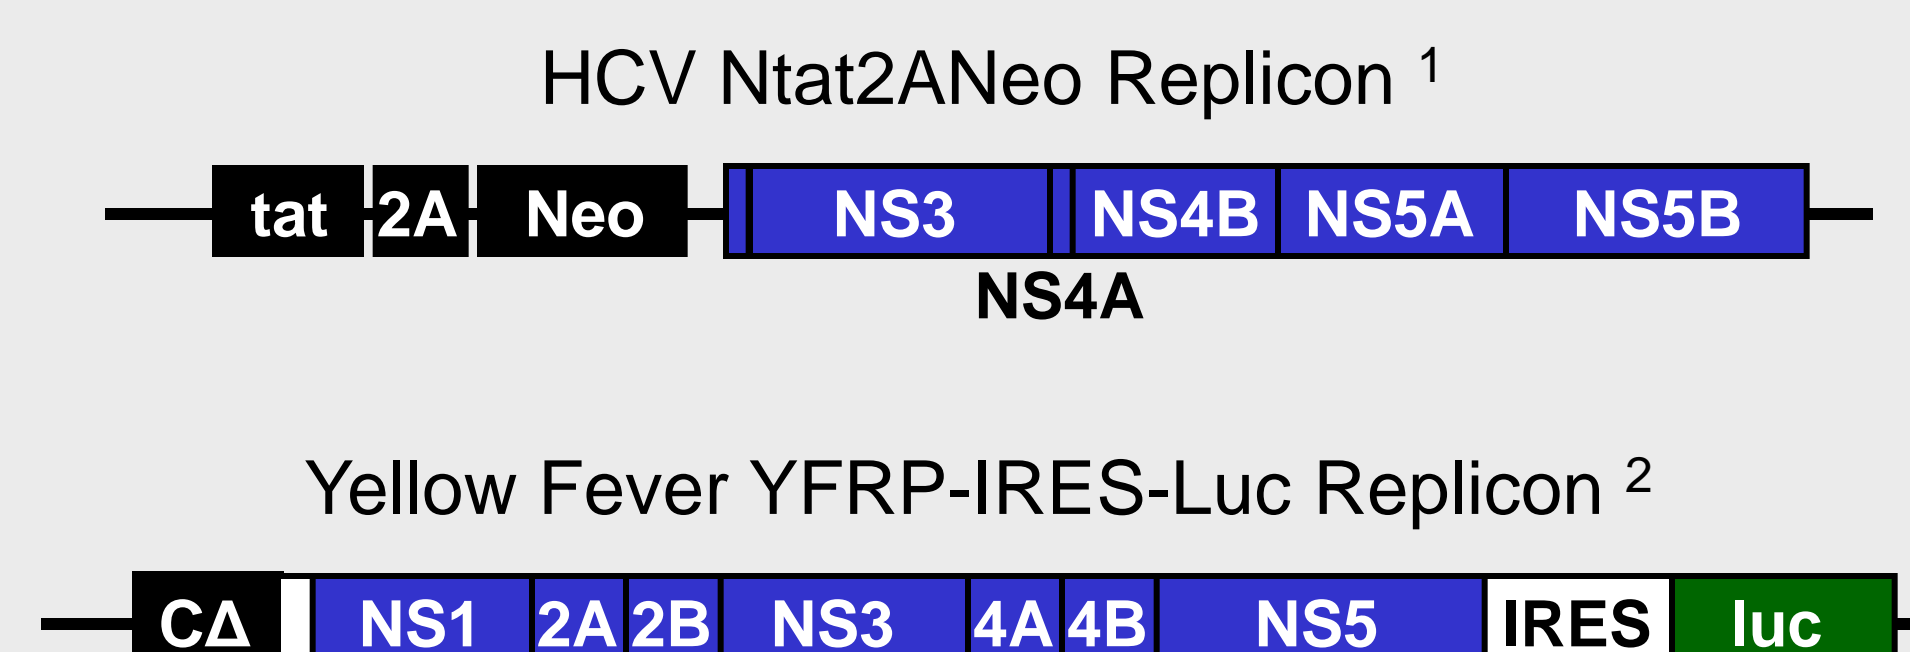 HCV Ntat2ANeo Replicon 1
tat 2A Neo NS3 NS4B NS5A NS5B
NS4A
Yellow Fever YFRP-IRES-Luc Replicon 2
CΔ NS1 2A 2B NS3 4A 4B NS5 IRES luc